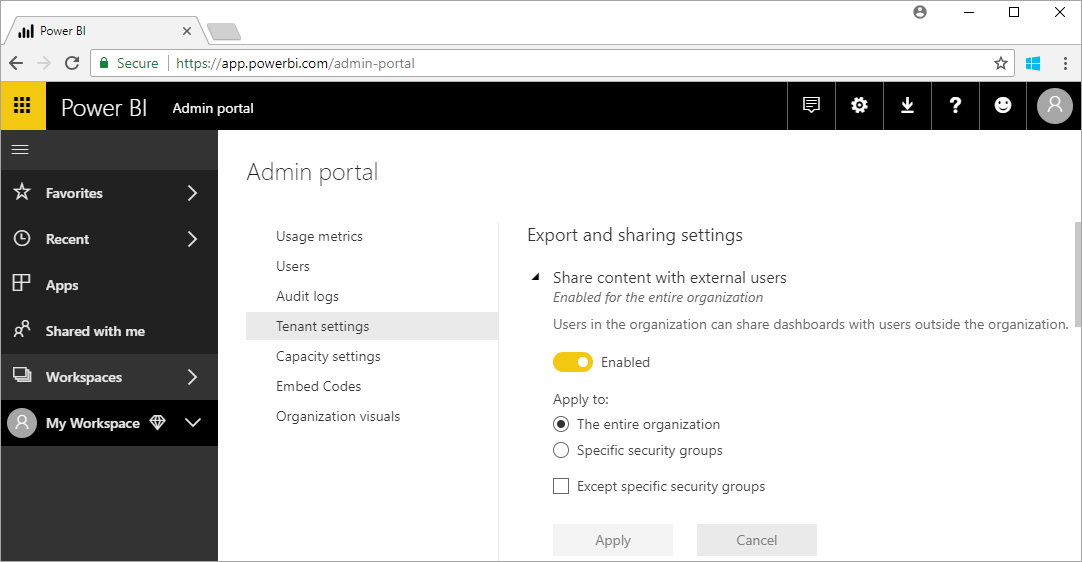 Power BI
Secure https://app.powerbi.com/admin-portal
Power BI Admin portal ?
Favorites
Recent
Apps
Shared with me
Workspaces
My Workspace
Admin portal
Usage metrics
Users
Audit logs
Tenant settings
Capacity settings
Embed Codes
Organization visuals
Export and sharing settings
Share content with external users
Enabled for the entire organization
Users in the organization can share dashboards with users outside the organization.
Enabled
Apply to:
The entire organization
Specific security groups
Except specific security groups
Apply Cancel